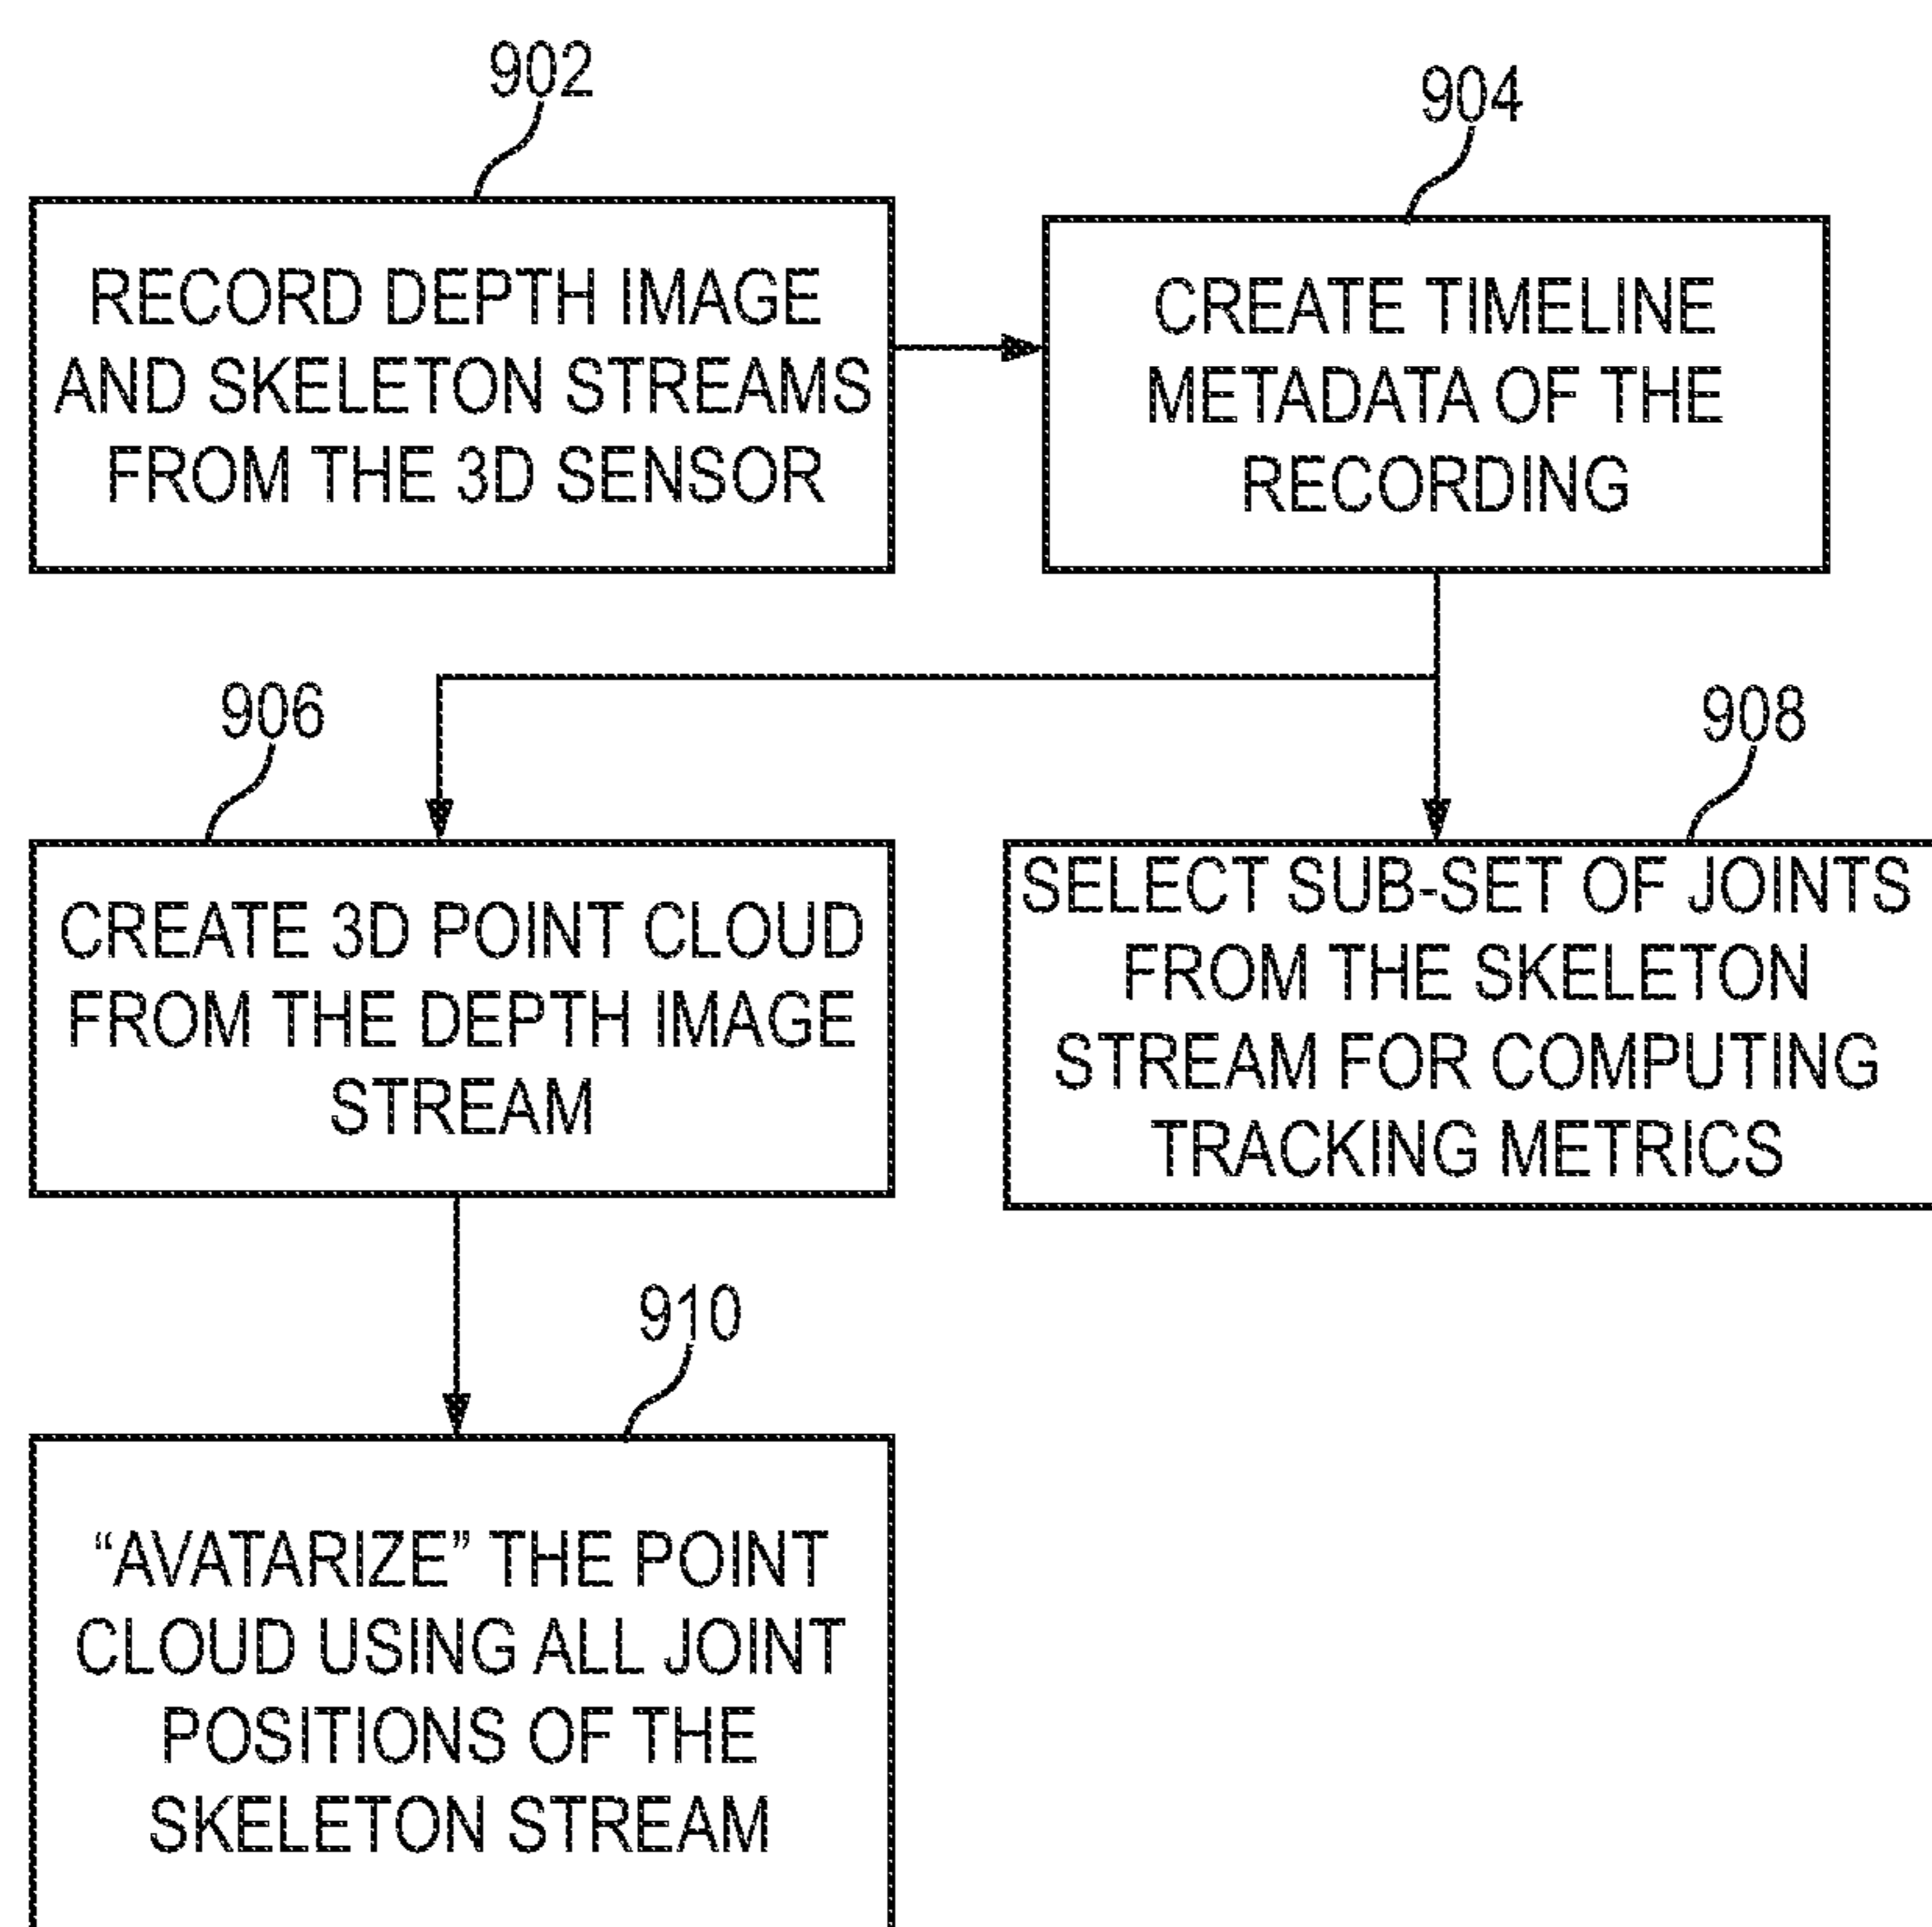 902
RECORD DEPTH IMAGE
AND SKELETON STREAMS
FROM THE 3D SENSOR
904
CREATE TIMELINE
METADATA OF THE
RECORDING
906
CREATE 3D POINT CLOUD
FROM THE DEPTH IMAGE
STREAM
908
SELECT SUB-SET OF JOINTS
FROM THE SKELETON
STREAM FOR COMPUTING
TRACKING METRICS
910
“AVATARIZE” THE POINT
CLOUD USING ALL JOINT
POSITIONS OF THE
SKELETON STREAM